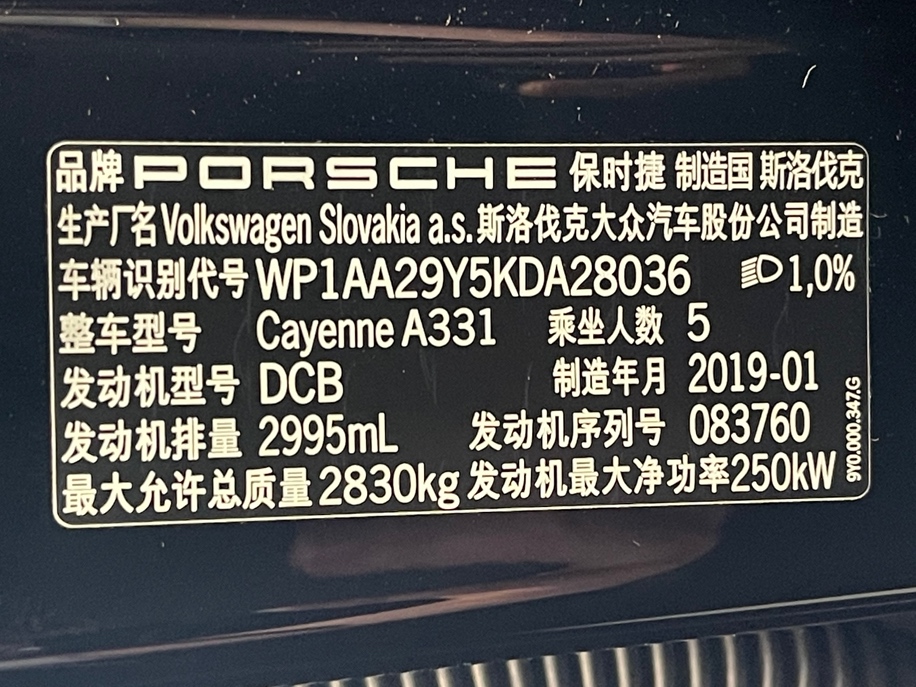 品牌 PORSCHE 保时捷 制造国 斯洛伐克
生产厂名 Volkswagen Slovakia a.s. 斯洛伐克大众汽车股份公司制造
车辆识别代号 WP1AA29Y5KDA28036 1,0%
整车型号 Cayenne A331 乘坐人数 5
发动机型号 DCB 制造年月 2019-01
发动机排量 2995mL 发动机序列号 083760
最大允许总质量 2830kg 发动机最大净功率 250kW
9Y0.000.347.G